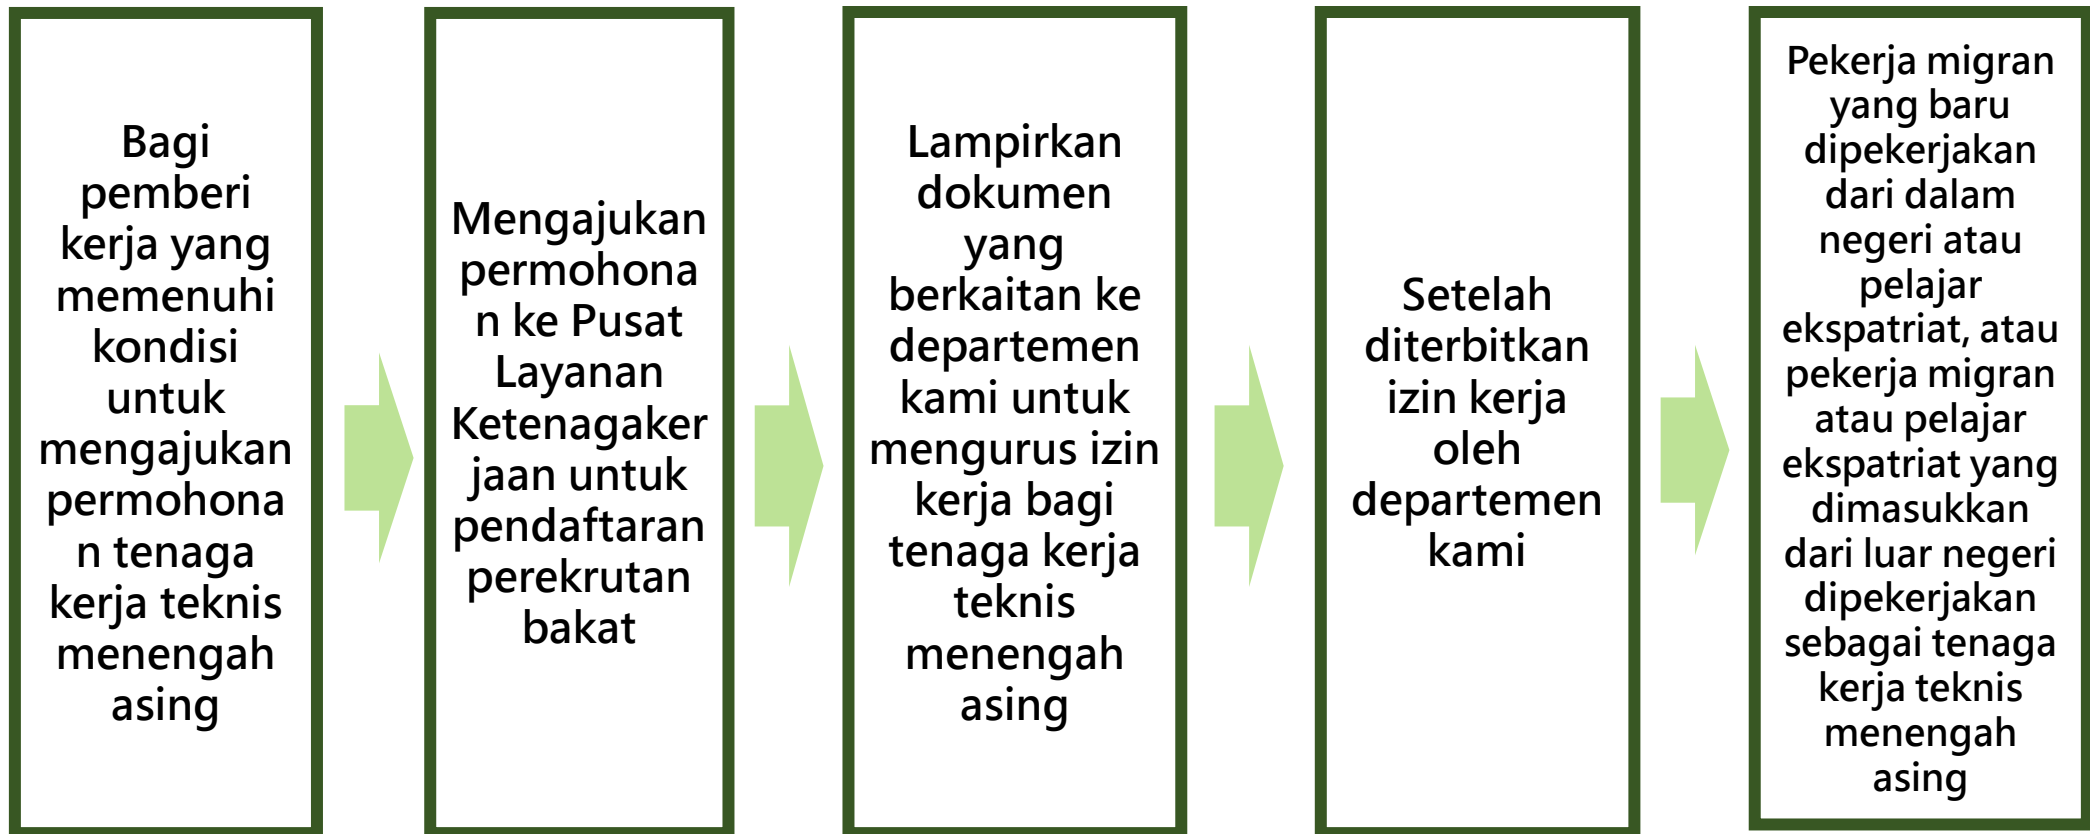 Bagi
pemberi
kerja yang
memenuhi
kondisi
untuk
mengajukan
permohona
n tenaga
kerja teknis
menengah
asing
Mengajukan
permohona
n ke Pusat
Layanan
Ketenagaker
jaan untuk
pendaftaran
perekrutan
bakat
Lampirkan
dokumen
yang
berkaitan ke
departemen
kami untuk
mengurus izin
kerja bagi
tenaga kerja
teknis
menengah
asing
Setelah
diterbitkan
izin kerja
oleh
departemen
kami
Pekerja migran
yang baru
dipekerjakan
dari dalam
negeri atau
pelajar
ekspatriat, atau
pekerja migran
atau pelajar
ekspatriat yang
dimasukkan
dari luar negeri
dipekerjakan
sebagai tenaga
kerja teknis
menengah
asing